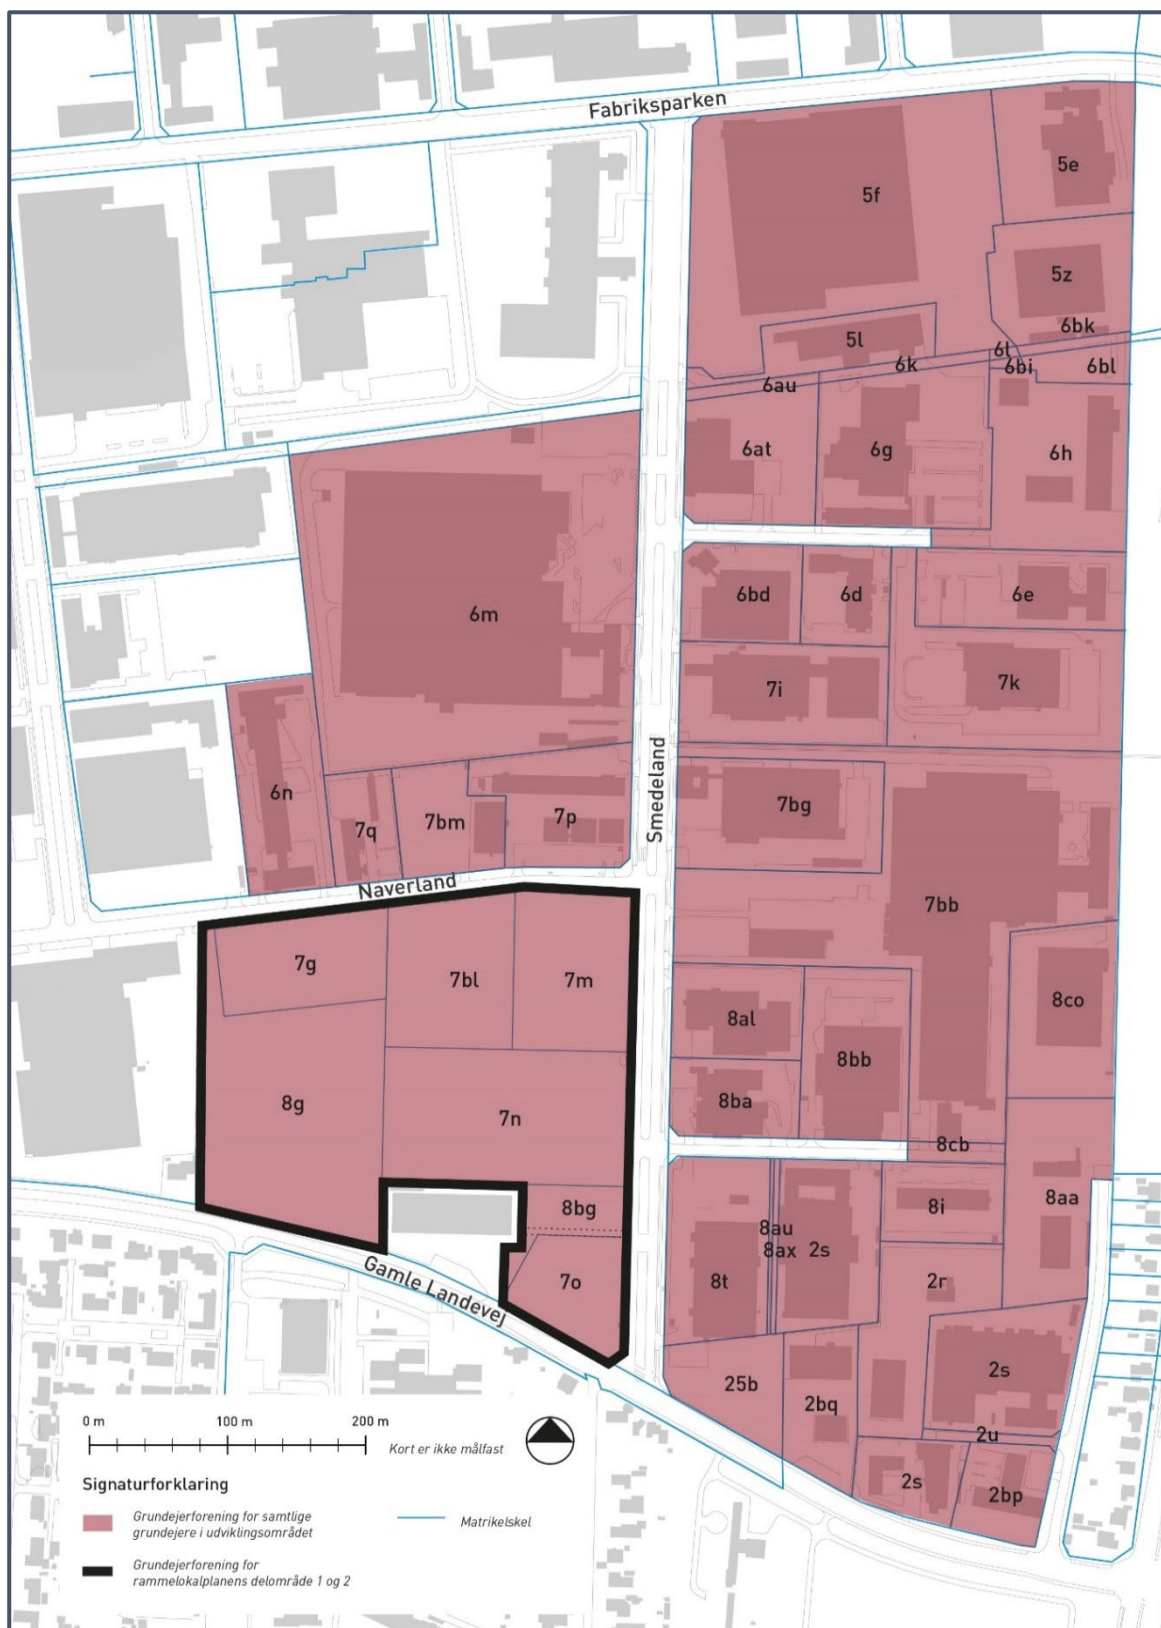 Fabriksparken
5e
5f
5z
6bk
5l
6l
6k
6bi
6bl
6au
6at
6g
6h
6m
6bd
6d
6e
7i
7k
Smedeland
6n
7q
7bm
7p
7bg
Naverland
7bb
7g
7bl
7m
8co
8al
8bb
8g
7n
8ba
8cb
8bg
8i
8aa
8au
8ax
2s
7o
8t
2r
Gamle Landevej
25b
2bq
2s
2u
2s
2bp
0 m 100 m 200 m
Kort er ikke målfast
Signaturforklaring
Grundejerforening for samtlige
grundejere i udviklingsområdet
Matrikelskel
Grundejerforening for
rammelokalplanens delområde 1 og 2